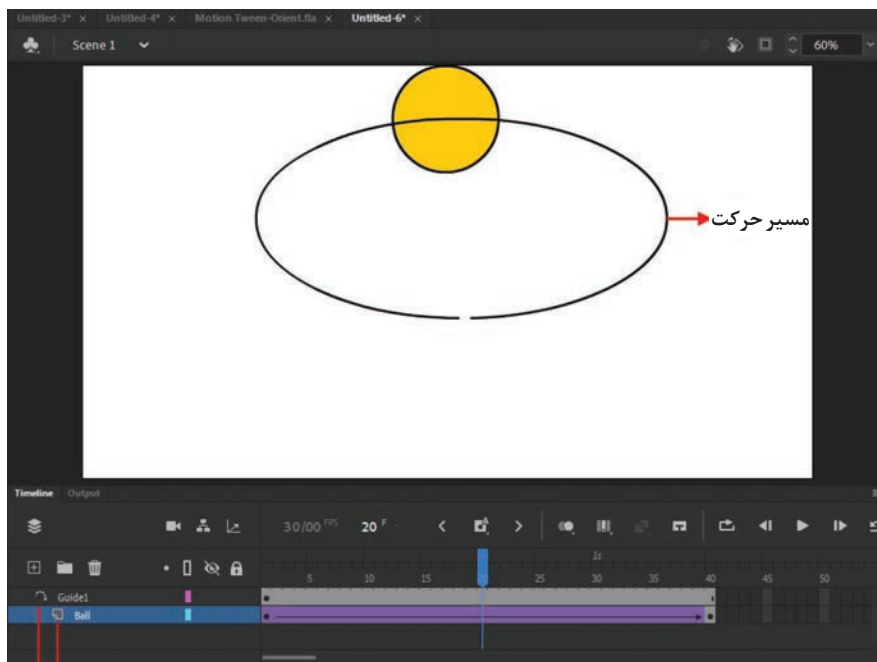 Untitled-3* × Untitled-4* × Motion Tween-Orient.fla × Untitled-6* ×
Scene 1 60%
مسیر حرکت
Timeline Output
30/00 FPS 20 F
1s
5 10 15 25 30 35 40 45 50
Guide1
Ball